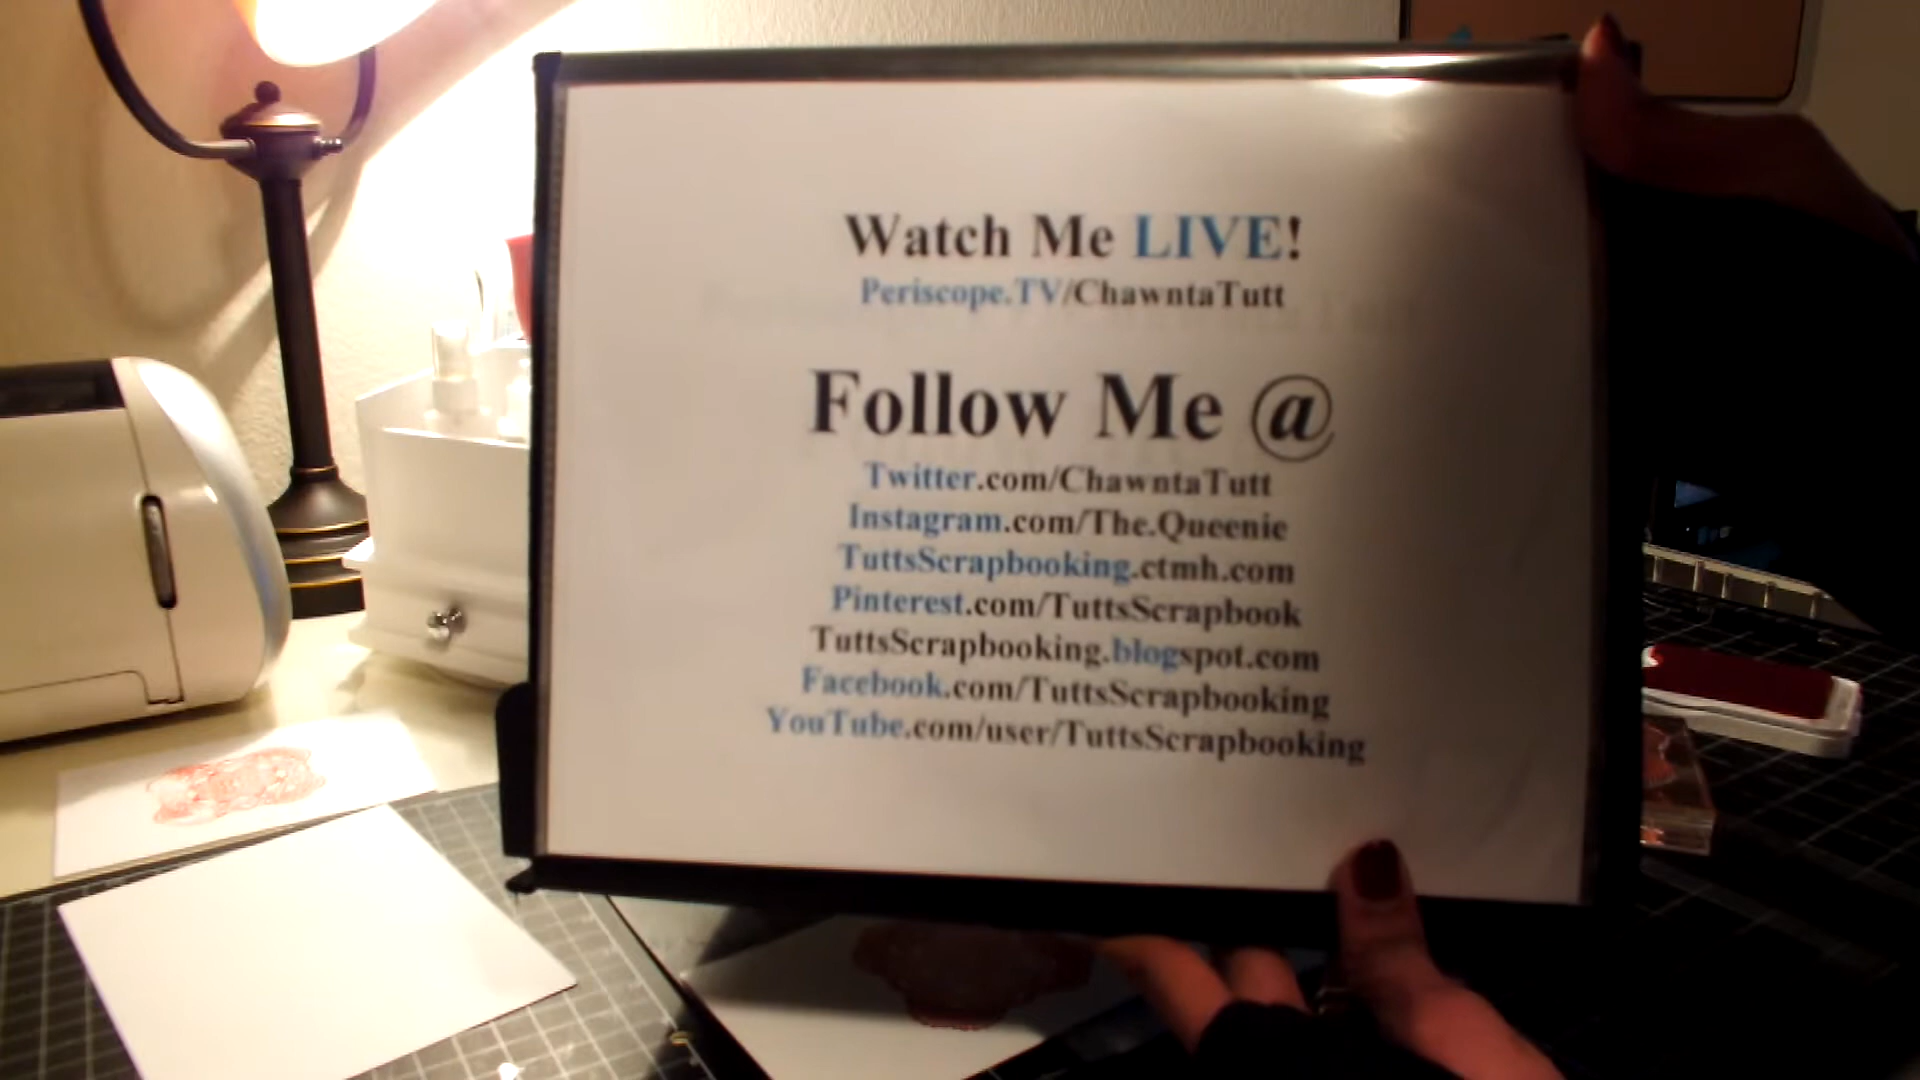 Watch Me LIVE!
Periscope.TV/ChawntaTutt
Follow Me @
Twitter.com/ChawntaTutt
Instagram.com/The.Queenie
TuttsScrapbooking.ctmh.com
Pinterest.com/TuttsScrapbook
TuttsScrapbooking.blogspot.com
Facebook.com/TuttsScrapbooking
YouTube.com/user/TuttsScrapbooking